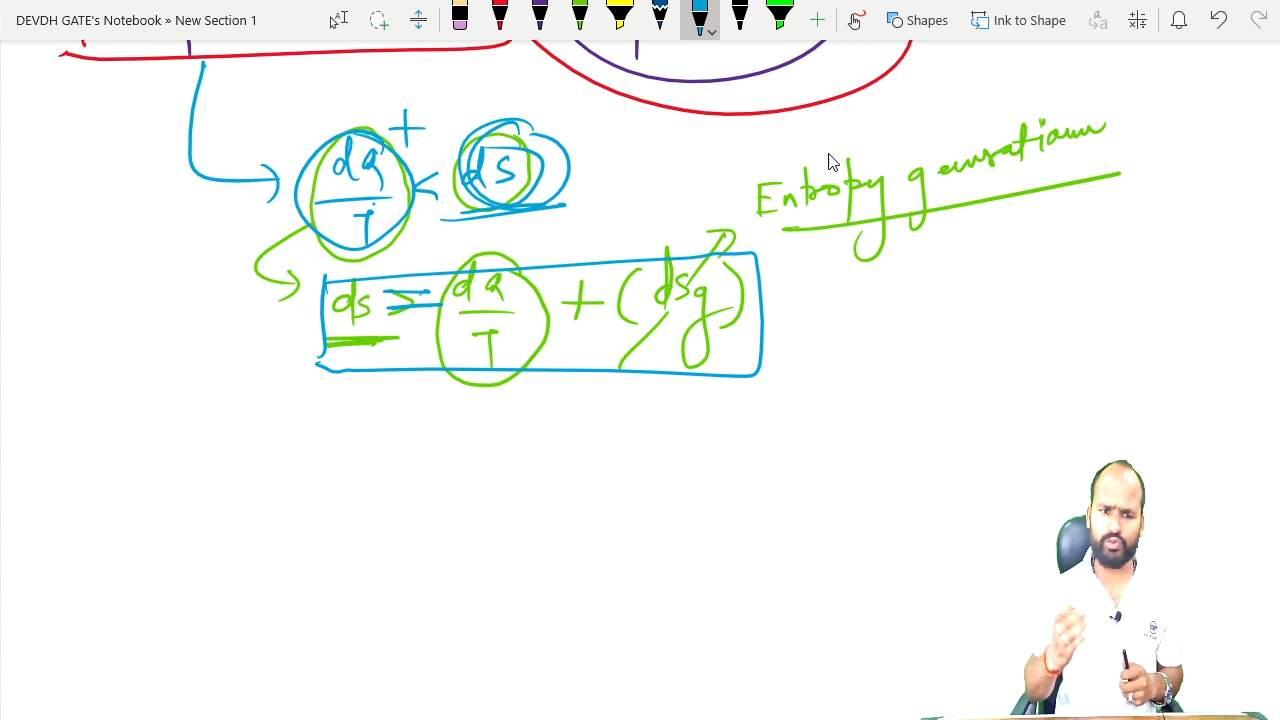 DEVDH GATE's Notebook » New Section 1
Shapes
Ink to Shape
dQ/T + < ds
Entropy generation
ds = dQ/T + (dsg)